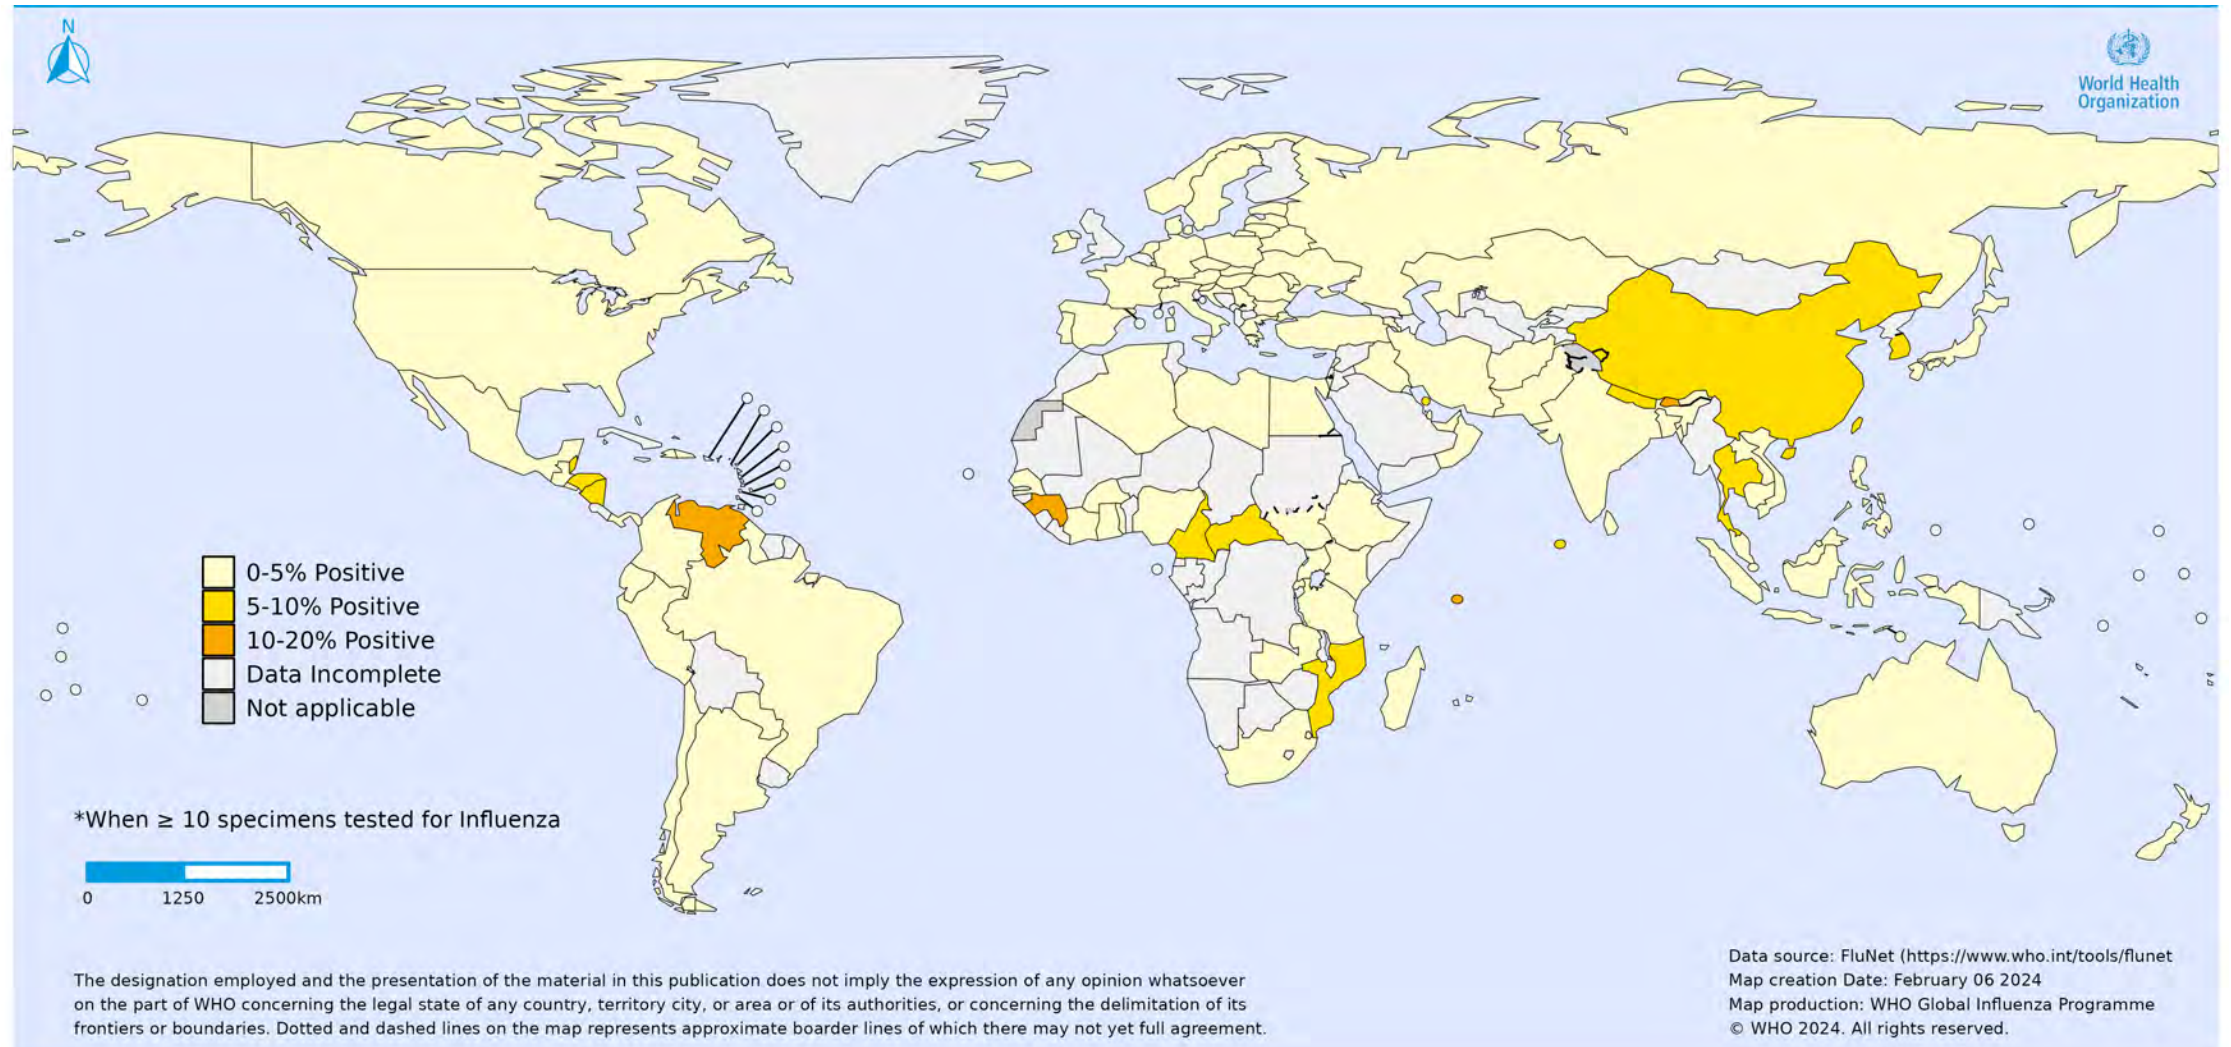 N
World Health
Organization
0-5% Positive
5-10% Positive
10-20% Positive
Data Incomplete
Not applicable
*When ≥ 10 specimens tested for Influenza
0 1250 2500km
The designation employed and the presentation of the material in this publication does not imply the expression of any opinion whatsoever
on the part of WHO concerning the legal state of any country, territory city, or area or of its authorities, or concerning the delimitation of its
frontiers or boundaries. Dotted and dashed lines on the map represents approximate boarder lines of which there may not yet full agreement.
Data source: FluNet (https://www.who.int/tools/flunet
Map creation Date: February 06 2024
Map production: WHO Global Influenza Programme
© WHO 2024. All rights reserved.